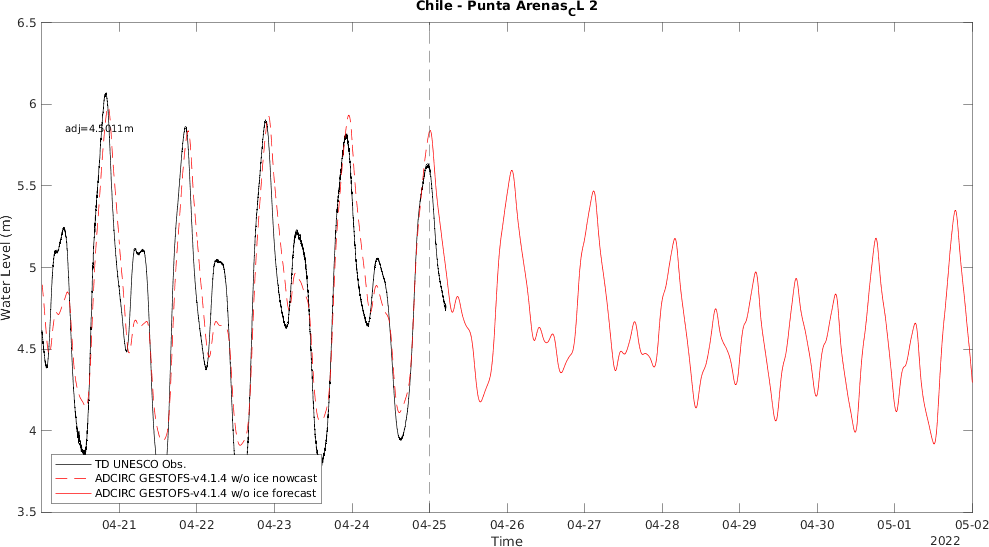 Chile - Punta Arenas_CL 2
6.5
6
5.5
5
4.5
4
3.5
Water Level (m)
adj=4.5011m
TD UNESCO Obs.
ADCIRC GESTOFS-v4.1.4 w/o ice nowcast
ADCIRC GESTOFS-v4.1.4 w/o ice forecast
04-21 04-22 04-23 04-24 04-25 04-26 04-27 04-28 04-29 04-30 05-01 05-02
Time
2022